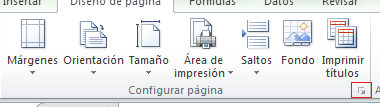 Insertar Diseño de página Fórmulas Datos Revisar
Márgenes Orientación Tamaño Área de impresión Saltos Fondo Imprimir títulos
Configurar página